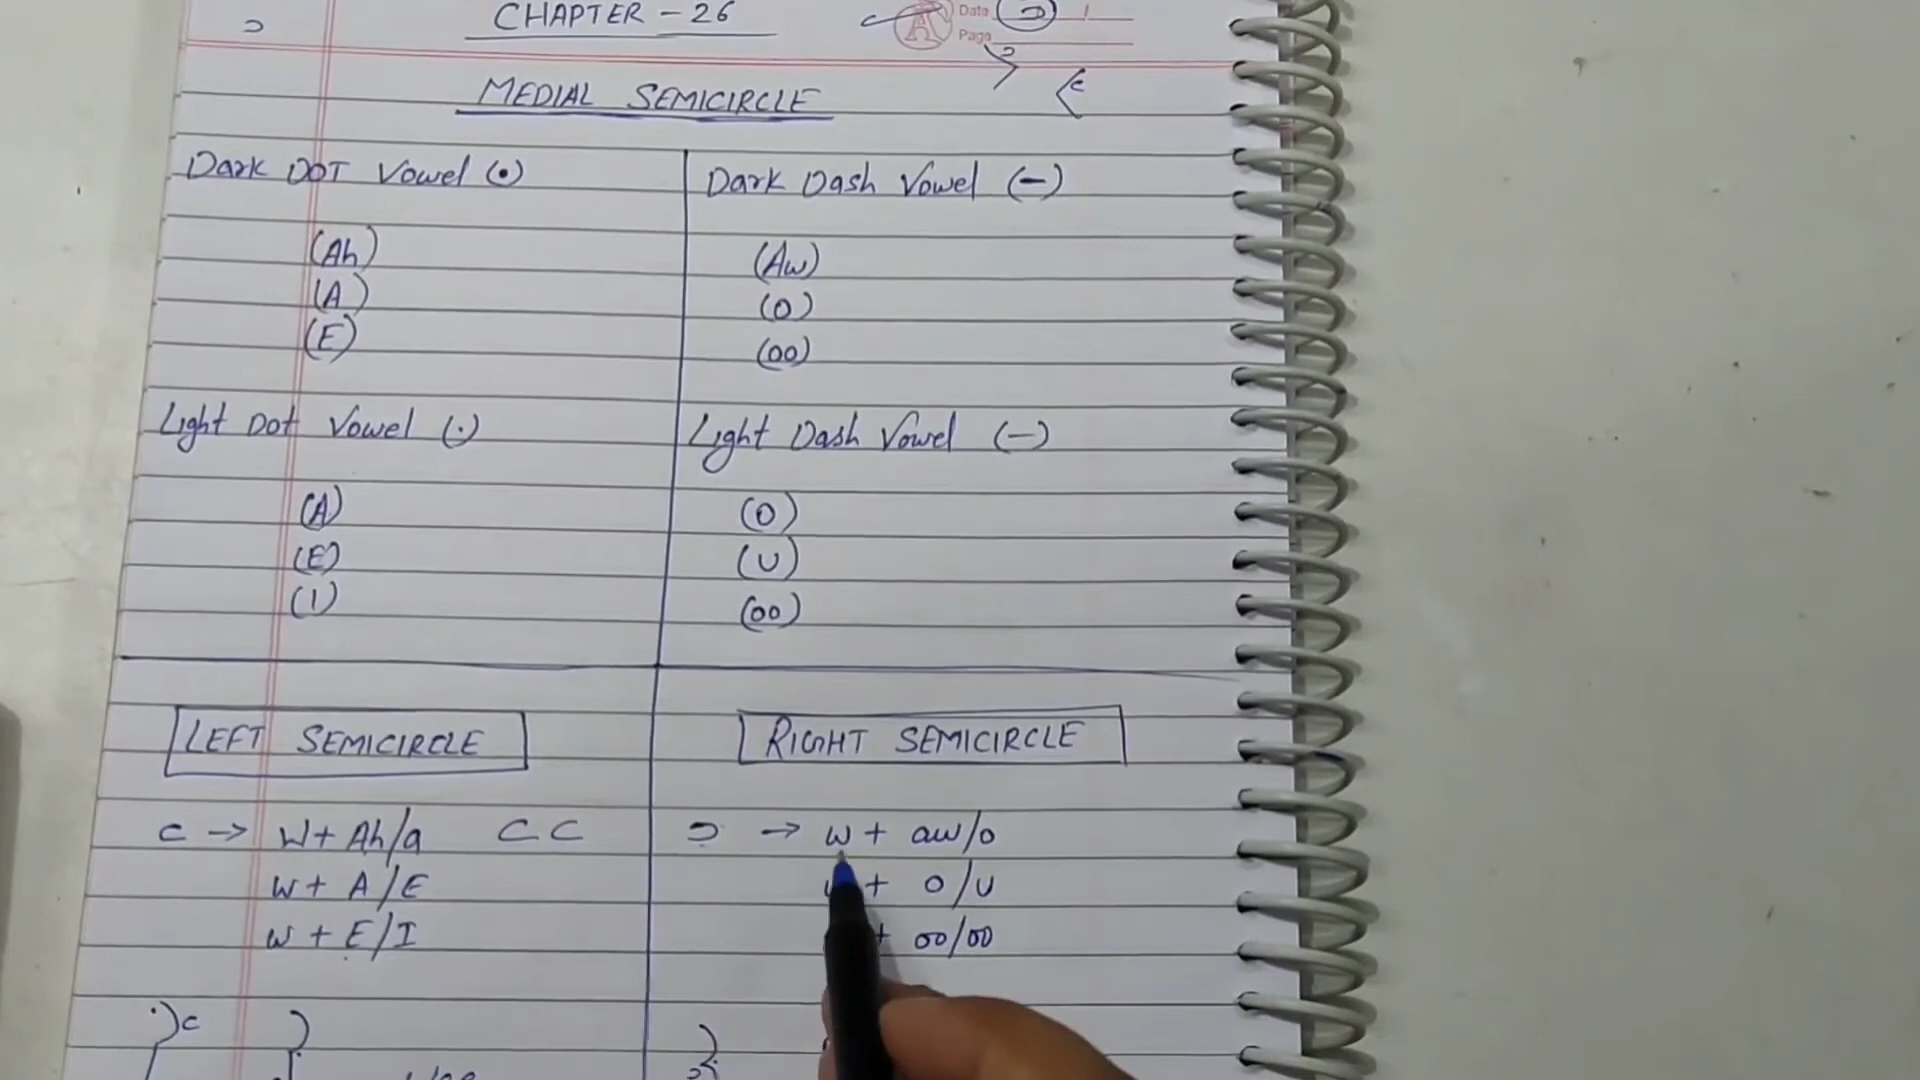 CHAPTER - 26
Date
Page
MEDIAL SEMICIRCLE
Dark DOT Vowel (•)
(Ah)
(A)
(E)
Dark Dash Vowel (-)
(Aw)
(O)
(oo)
Light Dot Vowel (.)
(A)
(E)
(I)
Light Dash Vowel (-)
(O)
(U)
(oo)
LEFT SEMICIRCLE
c → W + Ah/a c c
W + A/E
W + E/I
RIGHT SEMICIRCLE
ɔ → W + aw/o
+ O/U
+ oo/oo